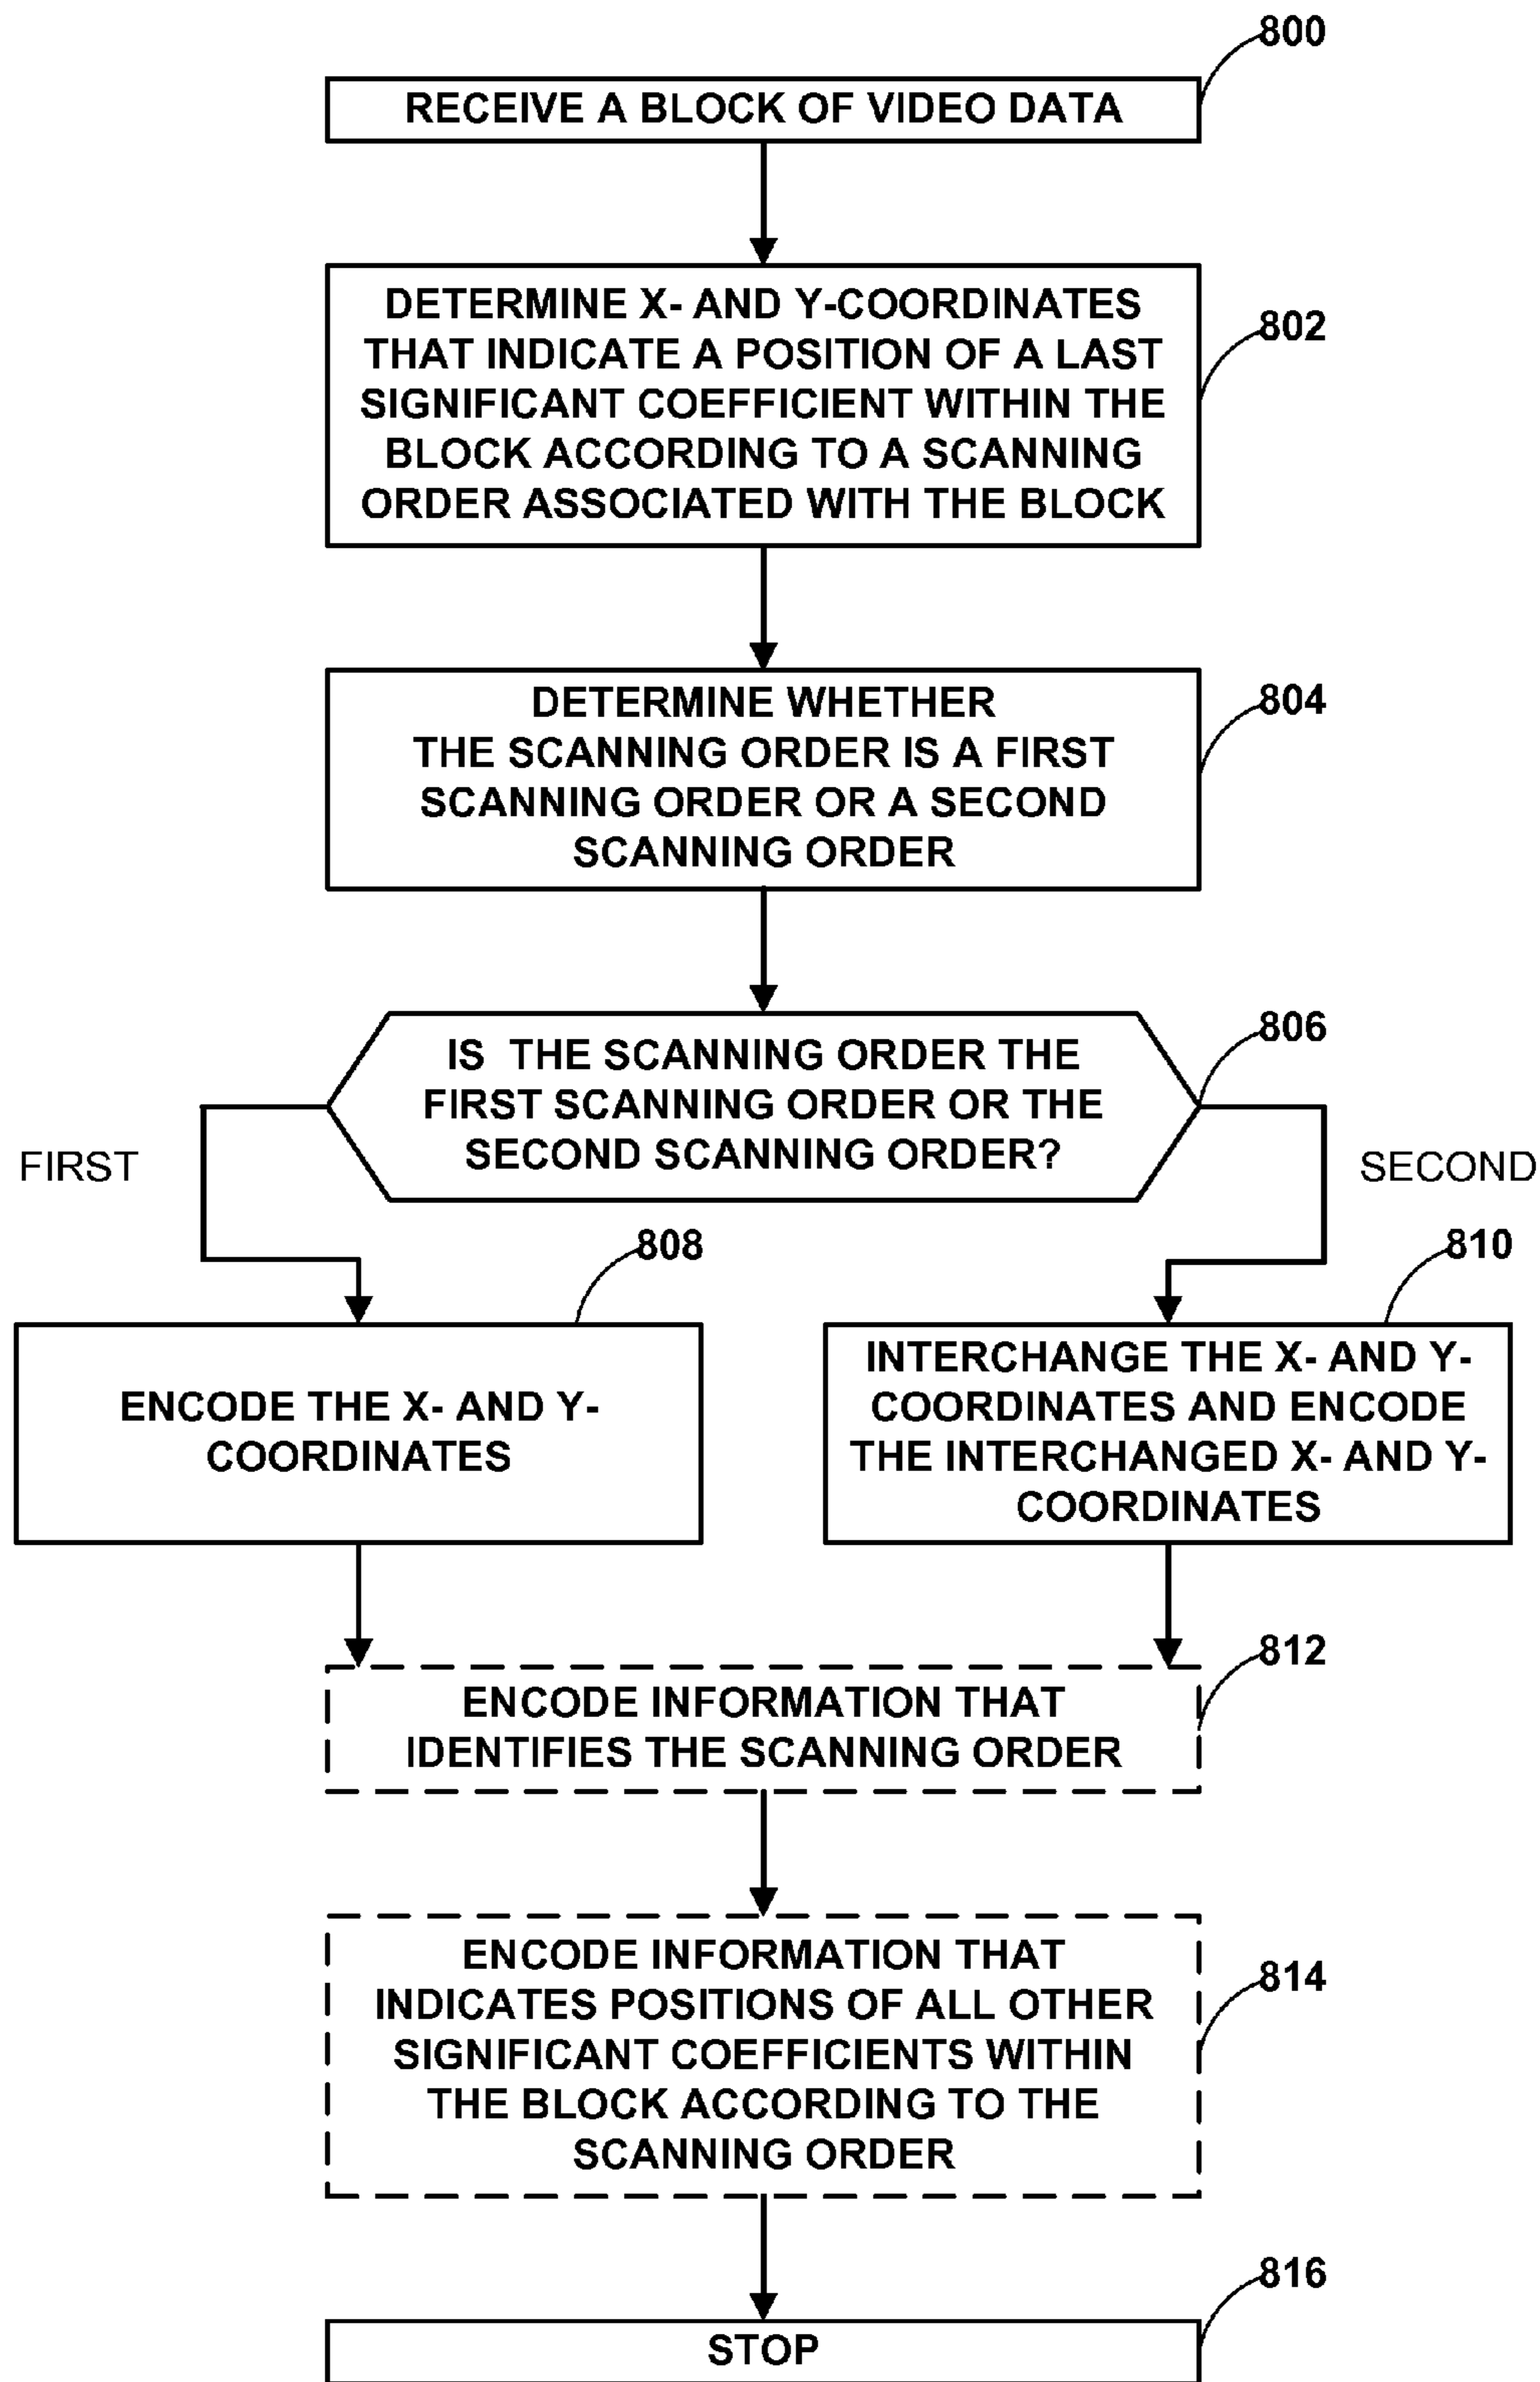 800
RECEIVE A BLOCK OF VIDEO DATA
DETERMINE X- AND Y-COORDINATES
THAT INDICATE A POSITION OF A LAST
SIGNIFICANT COEFFICIENT WITHIN THE
BLOCK ACCORDING TO A SCANNING
ORDER ASSOCIATED WITH THE BLOCK
802
DETERMINE WHETHER
THE SCANNING ORDER IS A FIRST
SCANNING ORDER OR A SECOND
SCANNING ORDER
804
IS THE SCANNING ORDER THE
FIRST SCANNING ORDER OR THE
SECOND SCANNING ORDER?
806
FIRST
SECOND
808
ENCODE THE X- AND Y-
COORDINATES
810
INTERCHANGE THE X- AND Y-
COORDINATES AND ENCODE
THE INTERCHANGED X- AND Y-
COORDINATES
812
ENCODE INFORMATION THAT
IDENTIFIES THE SCANNING ORDER
ENCODE INFORMATION THAT
INDICATES POSITIONS OF ALL OTHER
SIGNIFICANT COEFFICIENTS WITHIN
THE BLOCK ACCORDING TO THE
SCANNING ORDER
814
816
STOP